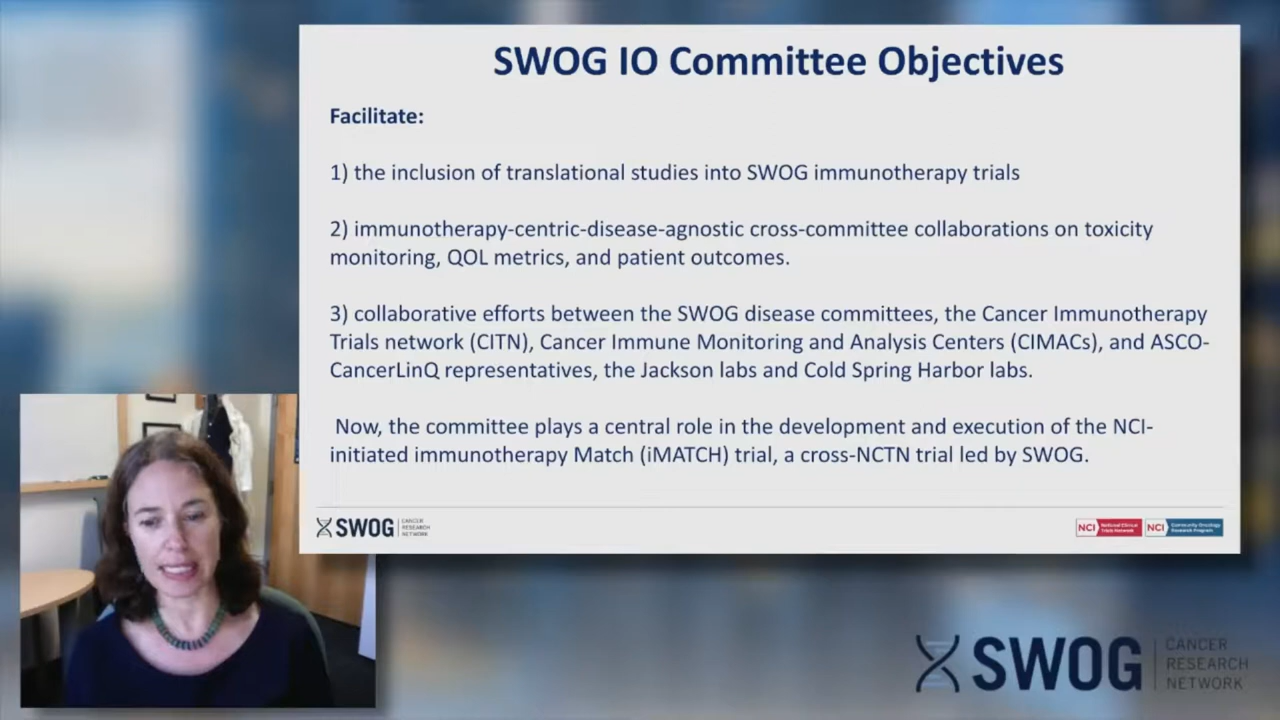 SWOG IO Committee Objectives
Facilitate:
1) the inclusion of translational studies into SWOG immunotherapy trials
2) immunotherapy-centric-disease-agnostic cross-committee collaborations on toxicity
monitoring, QOL metrics, and patient outcomes.
3) collaborative efforts between the SWOG disease committees, the Cancer Immunotherapy
Trials network (CITN), Cancer Immune Monitoring and Analysis Centers (CIMACs), and ASCO-
CancerLinQ representatives, the Jackson labs and Cold Spring Harbor labs.
Now, the committee plays a central role in the development and execution of the NCI-
initiated immunotherapy Match (iMATCH) trial, a cross-NCTN trial led by SWOG.
SWOG
CANCER
RESEARCH
NETWORK
NCI
National Clinical
Trials Network
NCI
Community Oncology
Research Program
SWOG
CANCER
RESEARCH
NETWORK